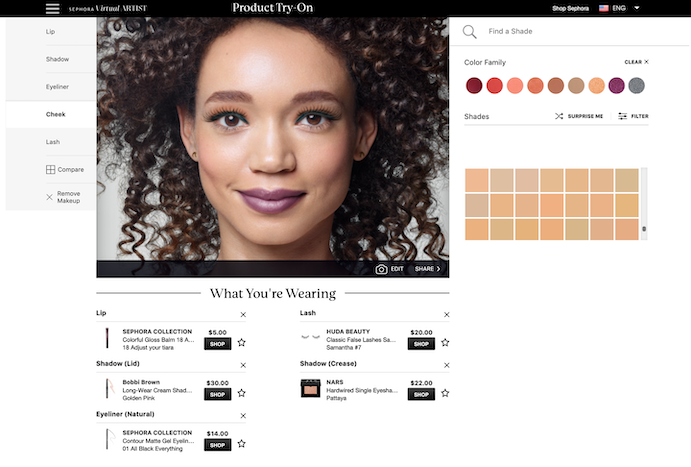 SEPHORA Virtual ARTIST
Product Try-On
Shop Sephora
ENG
Lip
Shadow
Eyeliner
Cheek
Lash
Compare
Remove
Makeup
EDIT
SHARE
Find a Shade
Color Family
CLEAR ×
Shades
SURPRISE ME
FILTER
What You're Wearing
Lip
SEPHORA COLLECTION
Colorful Gloss Balm 18 A...
18 Adjust your tiara
$5.00
SHOP
Lash
HUDA BEAUTY
Classic False Lashes Sa...
Samantha #7
$20.00
SHOP
Shadow (Lid)
Bobbi Brown
Long-Wear Cream Shad...
Golden Pink
$30.00
SHOP
Shadow (Crease)
NARS
Hardwired Single Eyesha...
Pattaya
$22.00
SHOP
Eyeliner (Natural)
SEPHORA COLLECTION
Contour Matte Gel Eyelin...
01 All Black Everything
$14.00
SHOP